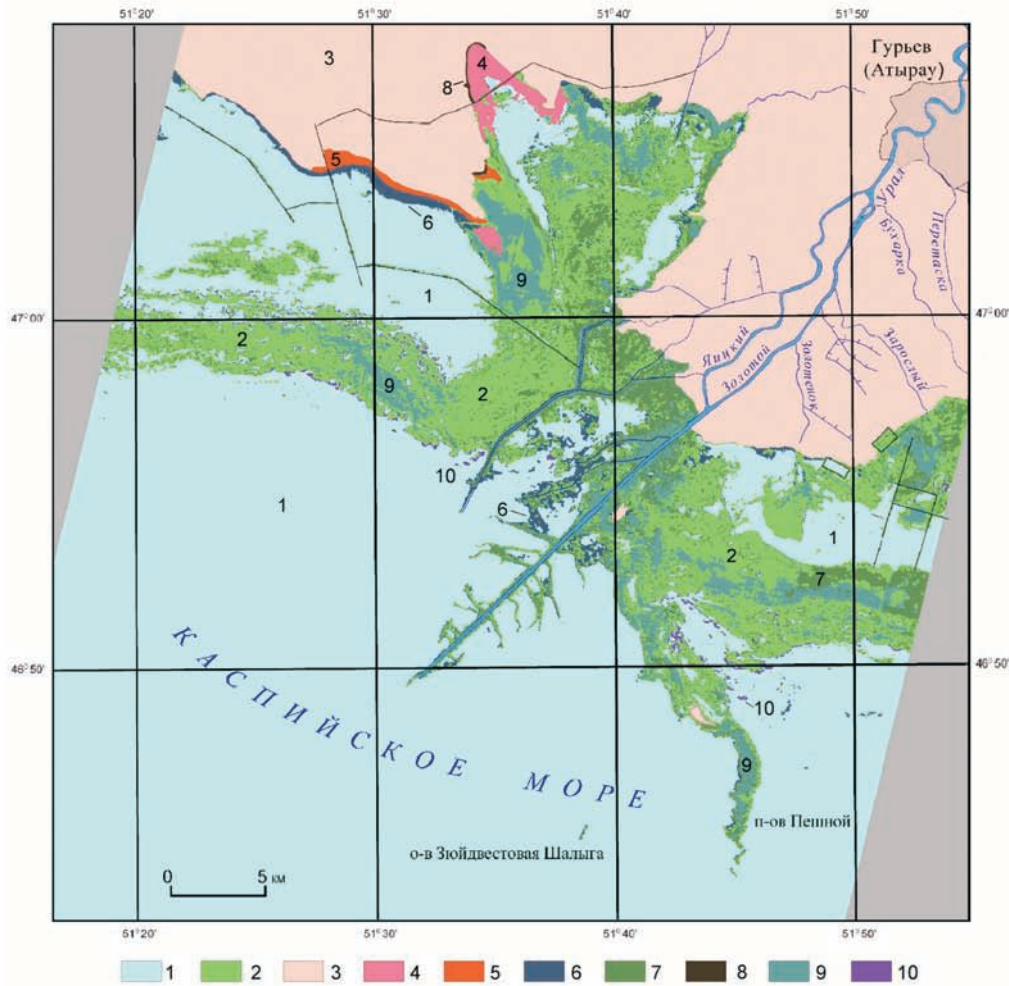 51°20' 51°30' 51°40' 51°50'
Гурьев
(Атырау)
3
4
8
5
6
Урал
Бухарка
Перетаска
9
1
47°00' 47°00'
2
Яицкий
Золотой
Золотенок
Зарослый
9
2
10
1
6
1
2
7
46°50' 46°50'
10
КАСПИЙСКОЕ МОРЕ
9
п-ов Пешной
о-в Зюйдвестовая Шалыга
0 5 км
51°20' 51°30' 51°40' 51°50'
1 2 3 4 5 6 7 8 9 10